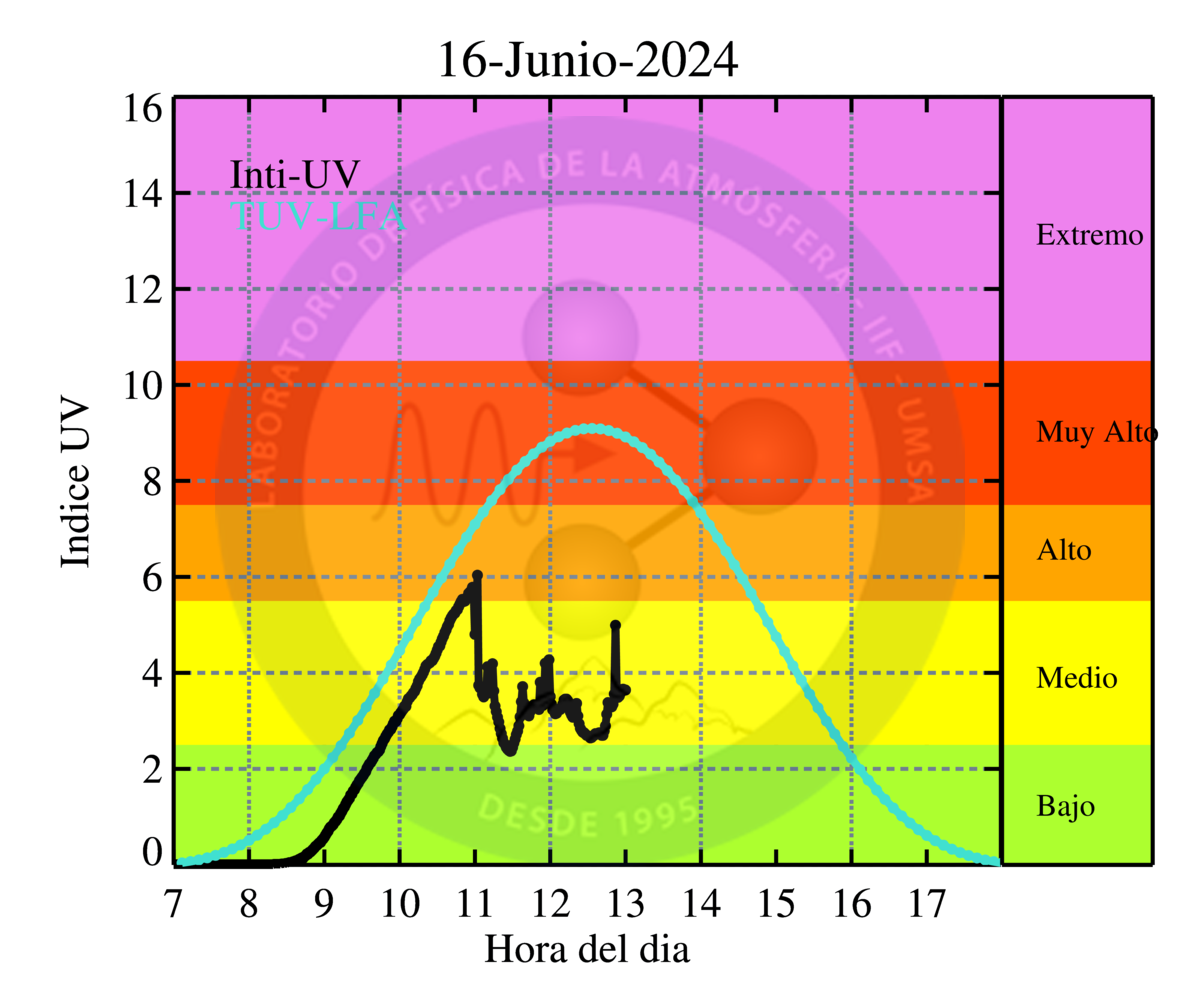 16-Junio-2024
Inti-UV
TUV-LFA
16
14
12
10
8
6
4
2
0
Indice UV
7 8 9 10 11 12 13 14 15 16 17
Hora del dia
Extremo
Muy Alto
Alto
Medio
Bajo
LABORATORIO DE FÍSICA DE LA ATMÓSFERA - IIF - UMSA
DESDE 1995